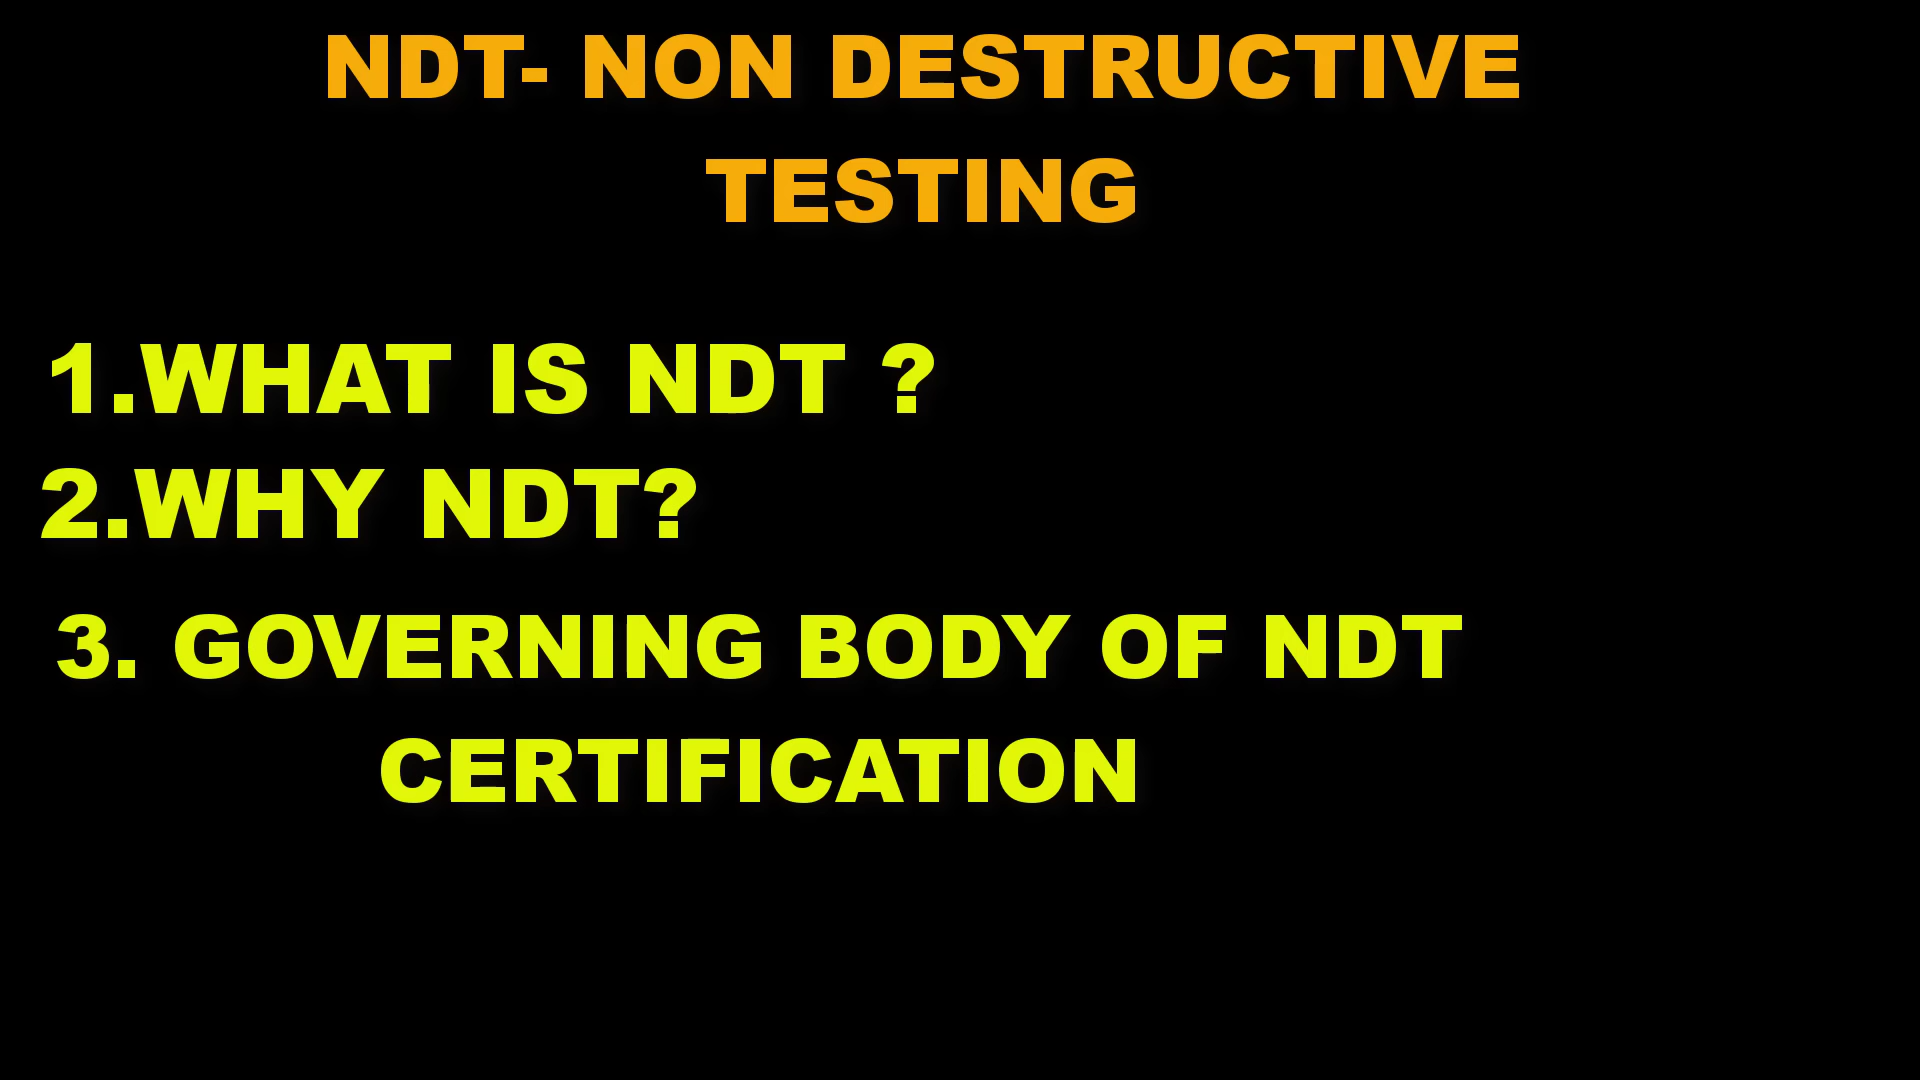 NDT- NON DESTRUCTIVE
TESTING
1.WHAT IS NDT ?
2.WHY NDT?
3. GOVERNING BODY OF NDT
CERTIFICATION